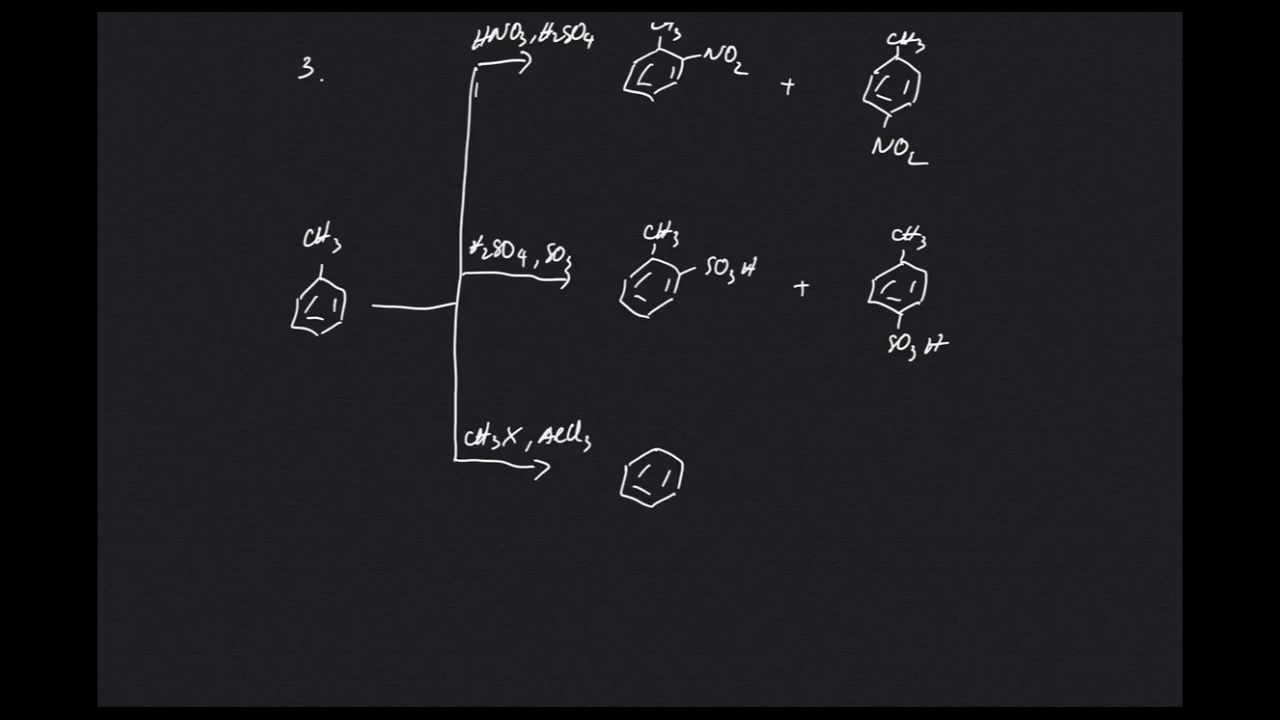 3.
HNO3, H2SO4
CH3
NO2
+
CH3
NO2
CH3
H2SO4, SO3
CH3
SO3H
+
CH3
SO3H
CH3X, AlCl3